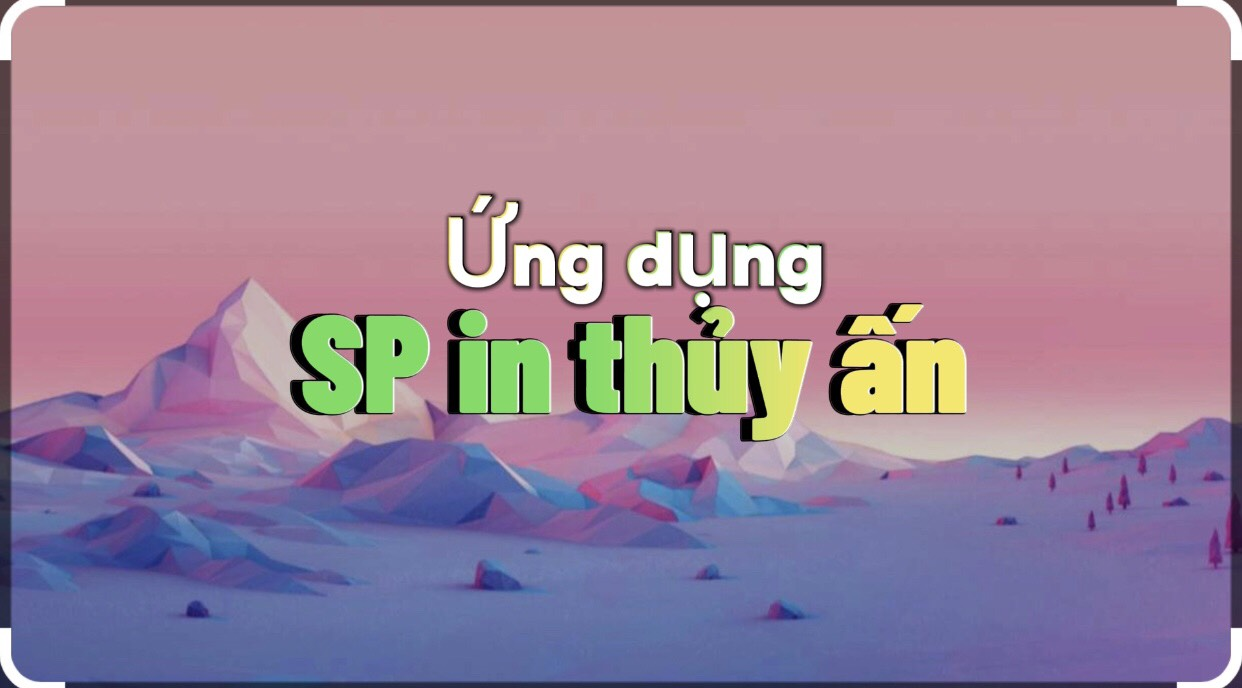 Ứng dụng
SP in thủy ấn